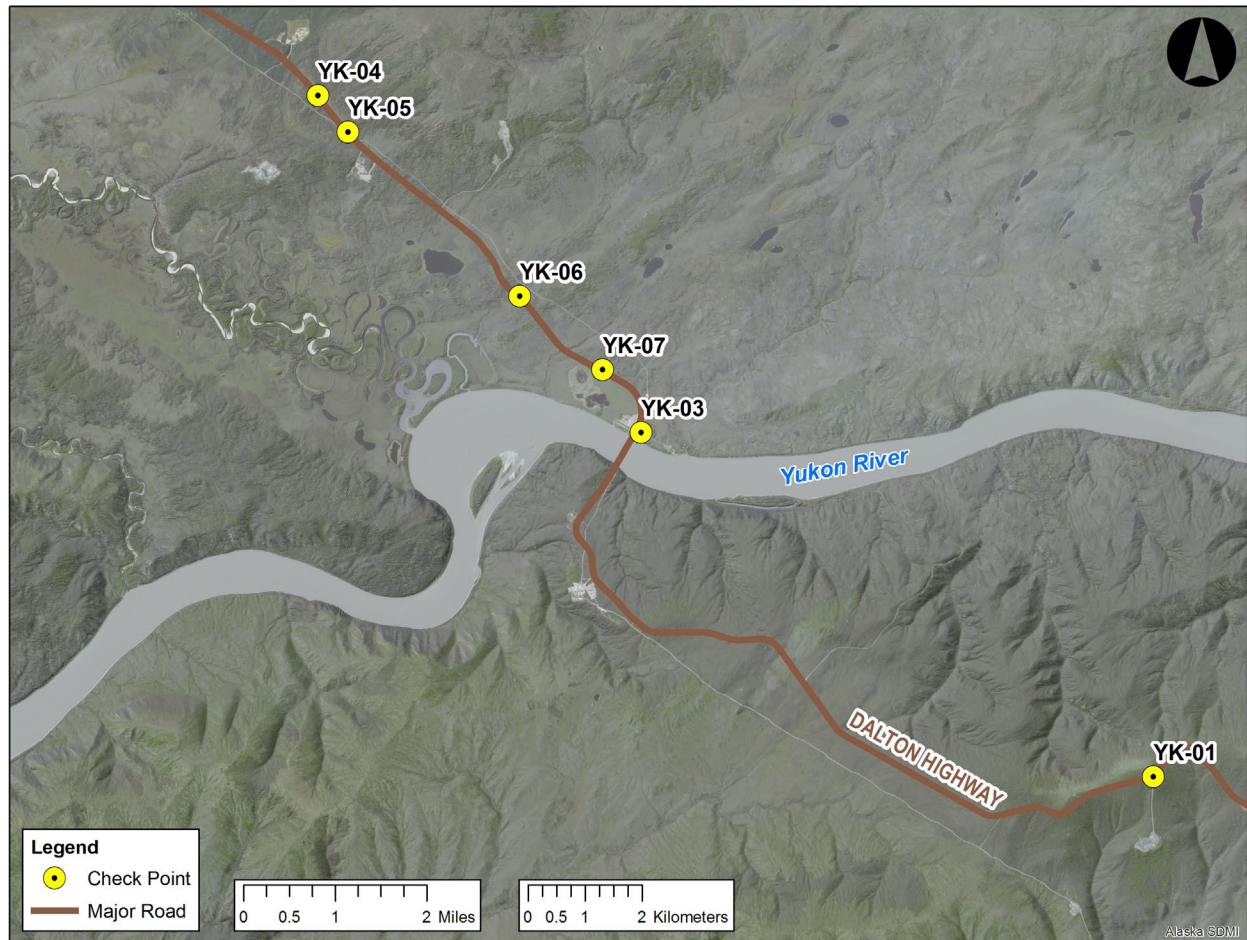 YK-04
YK-05
YK-06
YK-07
YK-03
Yukon River
DALTON HIGHWAY
YK-01
Legend
Check Point
Major Road
0 0.5 1 2 Miles
0 0.5 1 2 Kilometers
Alaska SDMI